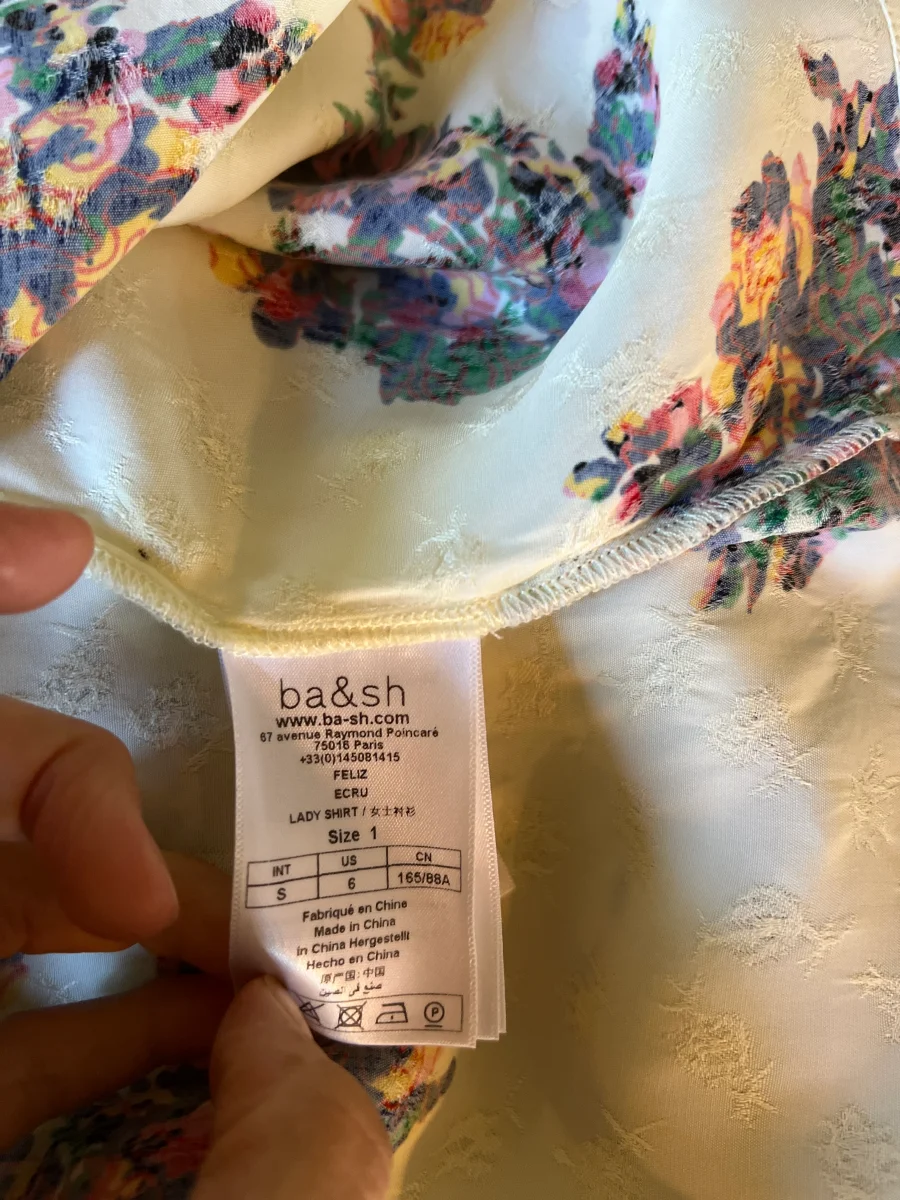 ba&sh
www.ba-sh.com
67 avenue Raymond Poincaré
75016 Paris
+33(0)145081415
FELIZ
ECRU
LADY SHIRT / 女士衬衫
Size 1
INT US CN
S 6 165/88A
Fabriqué en Chine
Made in China
in China Hergestellt
Hecho en China
原产国: 中国
صنع في الصين
P